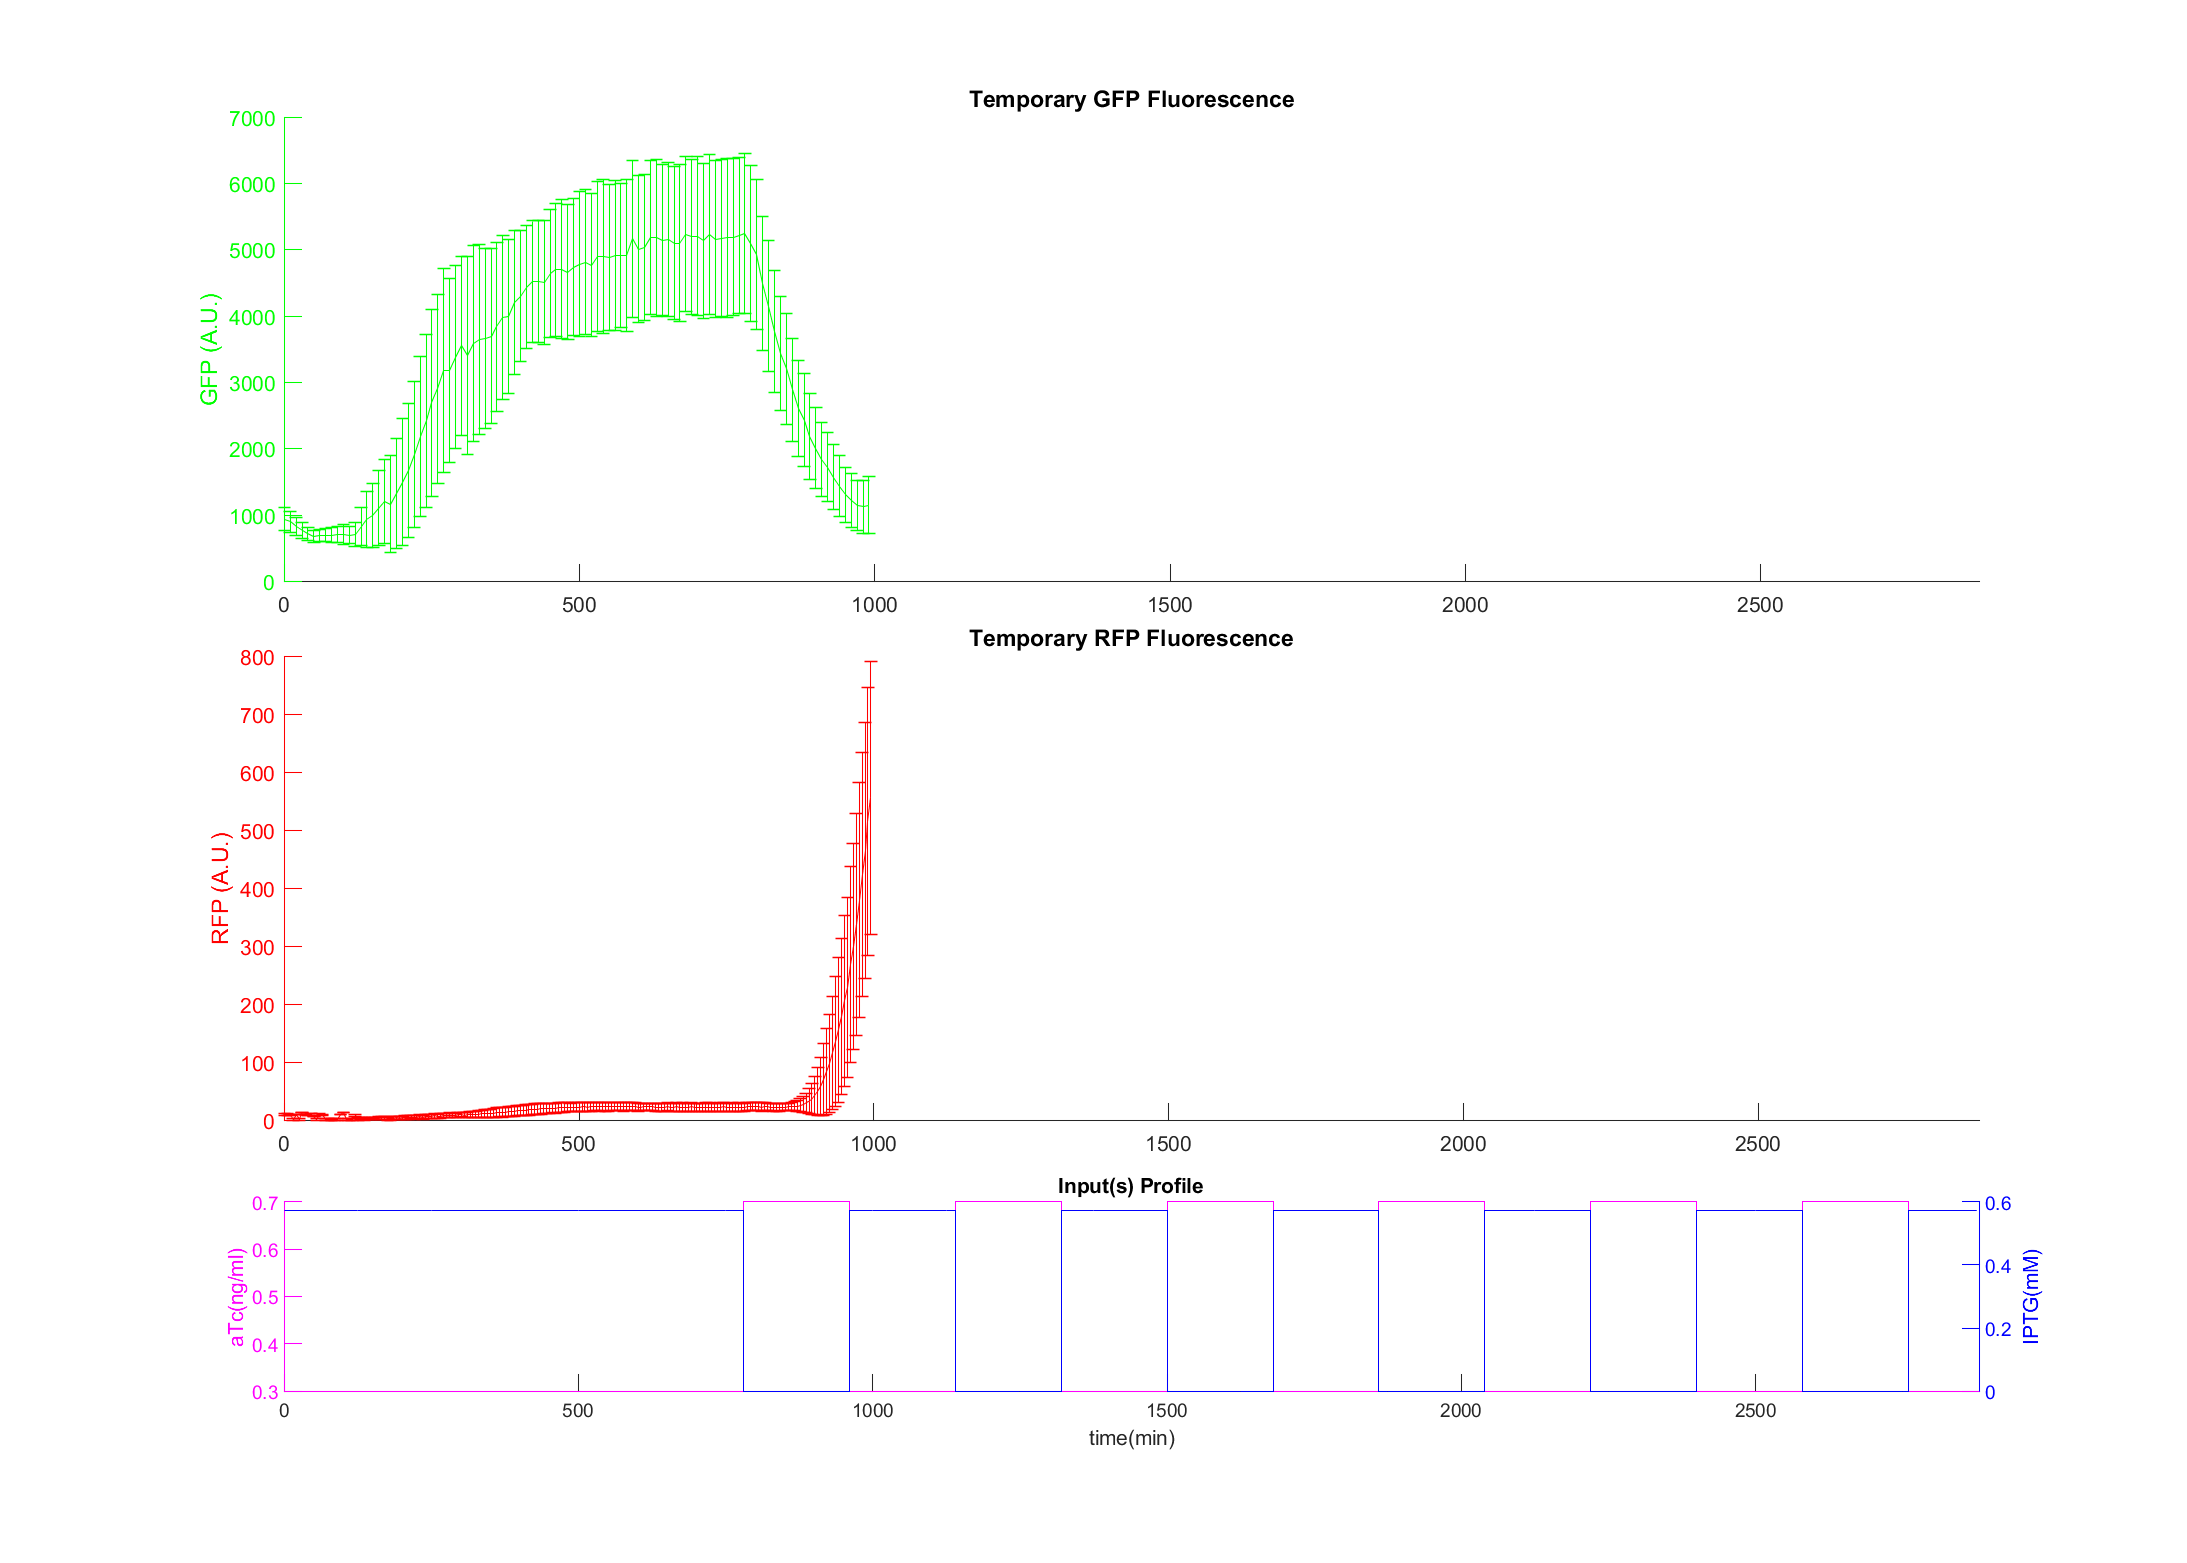 Temporary GFP Fluorescence
7000
6000
5000
4000
3000
2000
1000
0
GFP (A.U.)
0 500 1000 1500 2000 2500
Temporary RFP Fluorescence
800
700
600
500
400
300
200
100
0
RFP (A.U.)
0 500 1000 1500 2000 2500
Input(s) Profile
0.7
0.6
0.5
0.4
0.3
aTc(ng/ml)
0.6
0.4
0.2
0
IPTG(mM)
0 500 1000 1500 2000 2500
time(min)